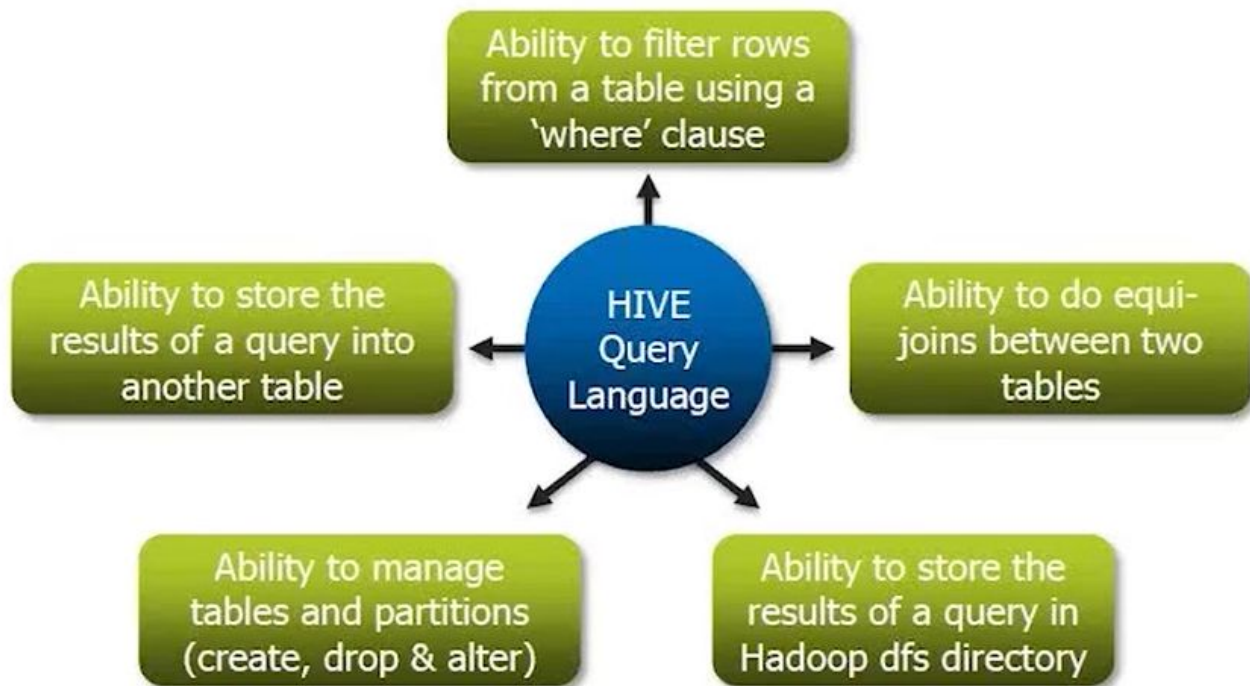 Ability to filter rows
from a table using a
‘where’ clause
Ability to store the
results of a query into
another table
HIVE
Query
Language
Ability to do equi-
joins between two
tables
Ability to manage
tables and partitions
(create, drop & alter)
Ability to store the
results of a query in
Hadoop dfs directory